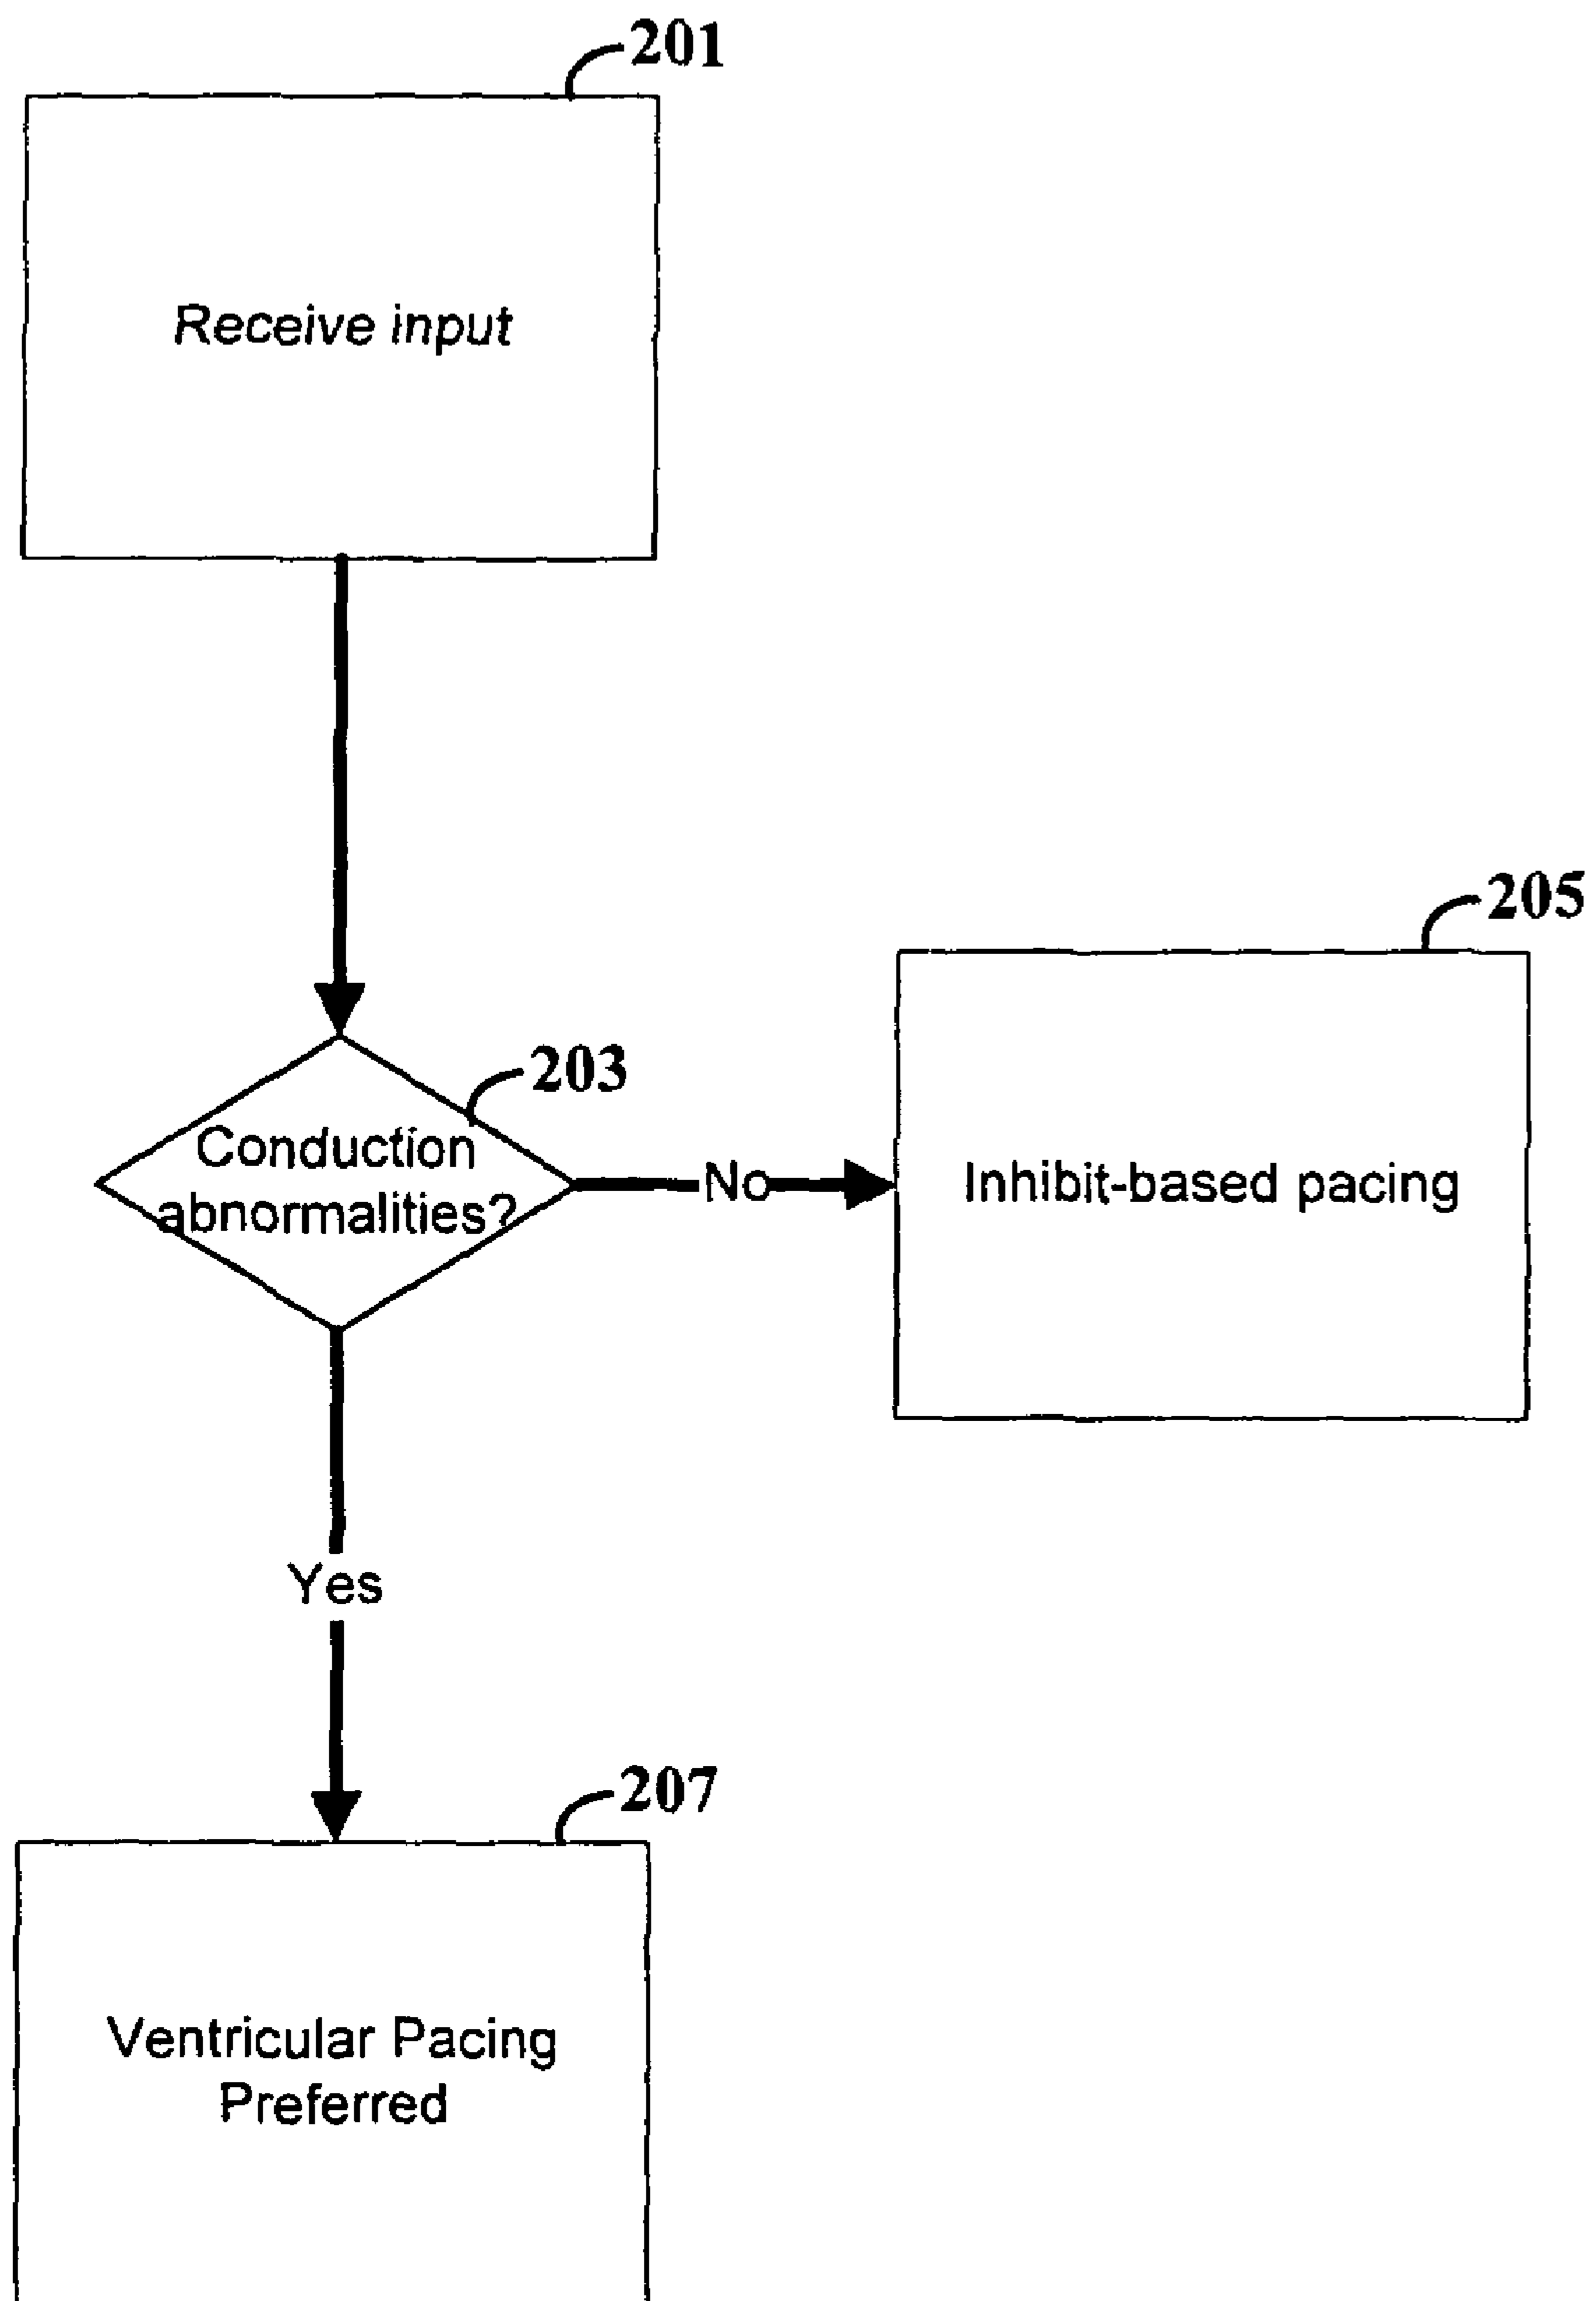 201
Receive input
205
203
Conduction
abnormalities?
No
Inhibit-based pacing
Yes
207
Ventricular Pacing
Preferred